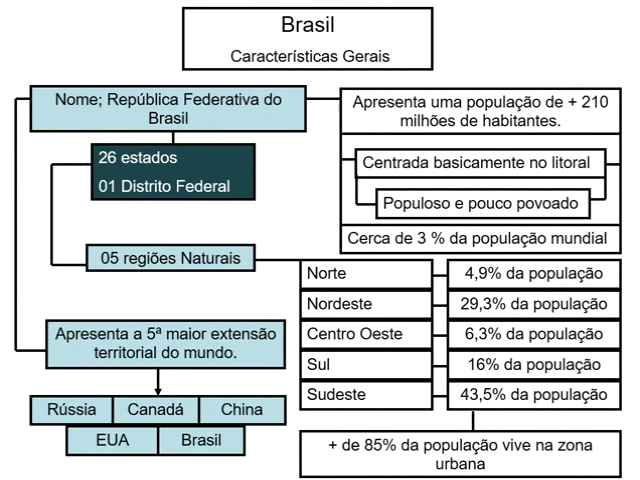 Brasil
Características Gerais
Nome; República Federativa do
Brasil
26 estados
01 Distrito Federal
05 regiões Naturais
Apresenta a 5ª maior extensão
territorial do mundo.
Rússia
Canadá
China
EUA
Brasil
Apresenta uma população de + 210
milhões de habitantes.
Centrada basicamente no litoral
Populoso e pouco povoado
Cerca de 3 % da população mundial
Norte
4,9% da população
Nordeste
29,3% da população
Centro Oeste
6,3% da população
Sul
16% da população
Sudeste
43,5% da população
+ de 85% da população vive na zona
urbana